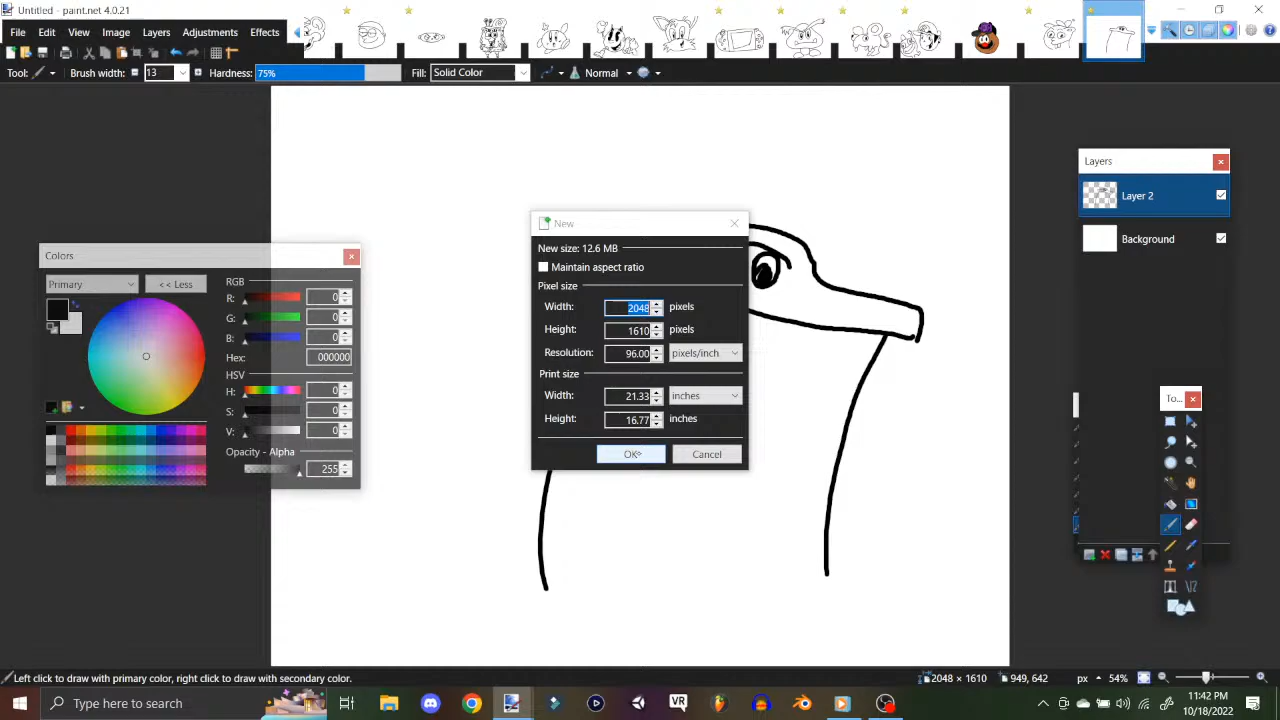 Untitled - paint.net 4.0.21
File Edit View Image Layers Adjustments Effects
Tool: Brush width: 13 Hardness: 75% Fill: Solid Color Normal
Layers
Layer 2
Background
Colors
Primary << Less
RGB
R: 0
G: 0
B: 0
Hex: 000000
HSV
H: 0
S: 0
V: 0
Opacity - Alpha
255
New
New size: 12.6 MB
Maintain aspect ratio
Pixel size
Width: 2048 pixels
Height: 1610 pixels
Resolution: 96.00 pixels/inch
Print size
Width: 21.33 inches
Height: 16.77 inches
OK Cancel
To...
Left click to draw with primary color, right click to draw with secondary color.
2048 × 1610 949, 642 px 54%
Type here to search
VR
11:42 PM
10/18/2022